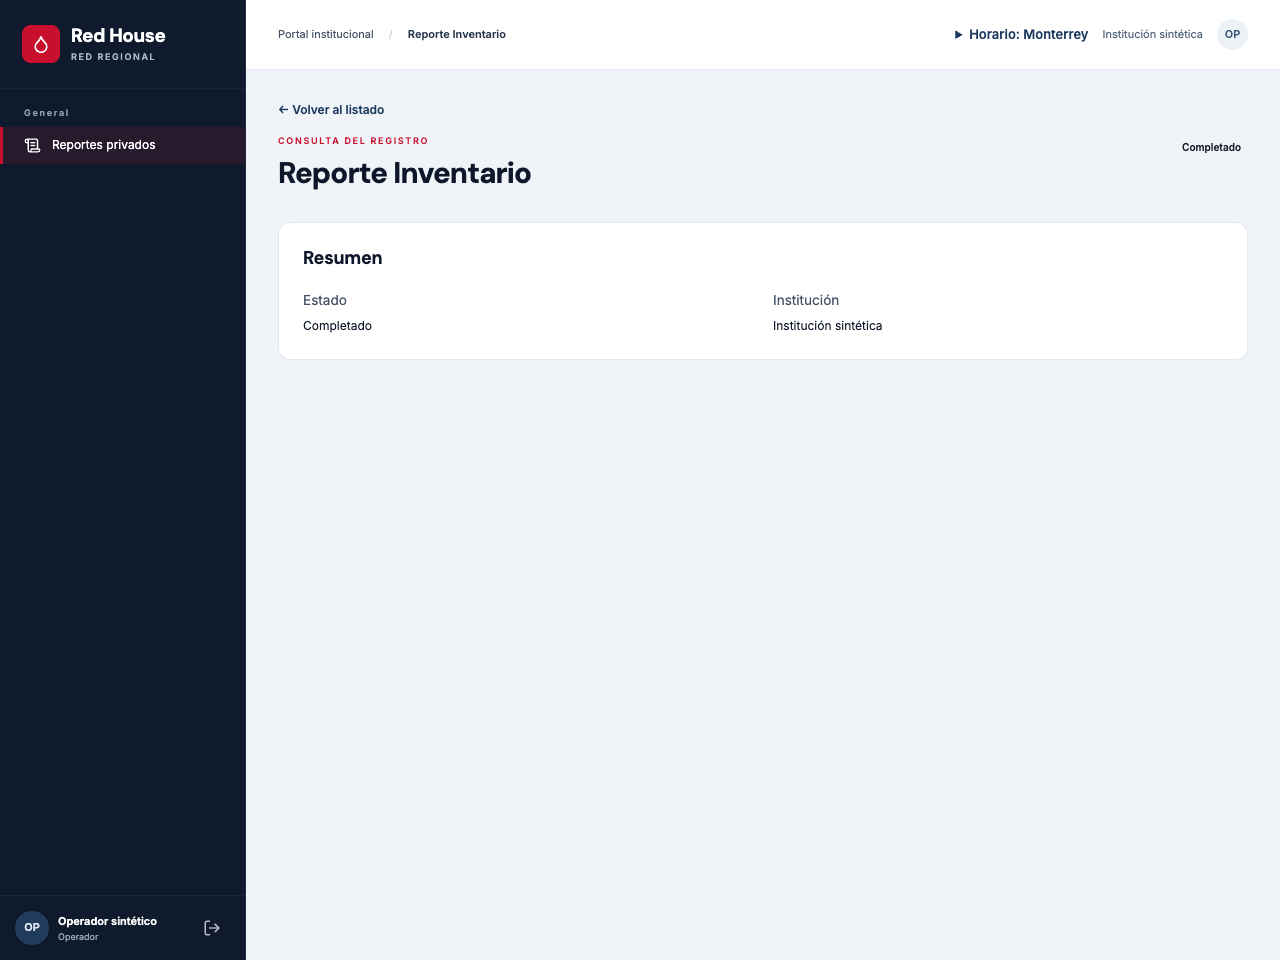 Red House
RED REGIONAL
General
Reportes privados
Operador sintético
Operador
OP
Portal institucional / Reporte Inventario
▶ Horario: Monterrey
Institución sintética
OP
← Volver al listado
CONSULTA DEL REGISTRO
Reporte Inventario
Completado
Resumen
Estado
Completado
Institución
Institución sintética